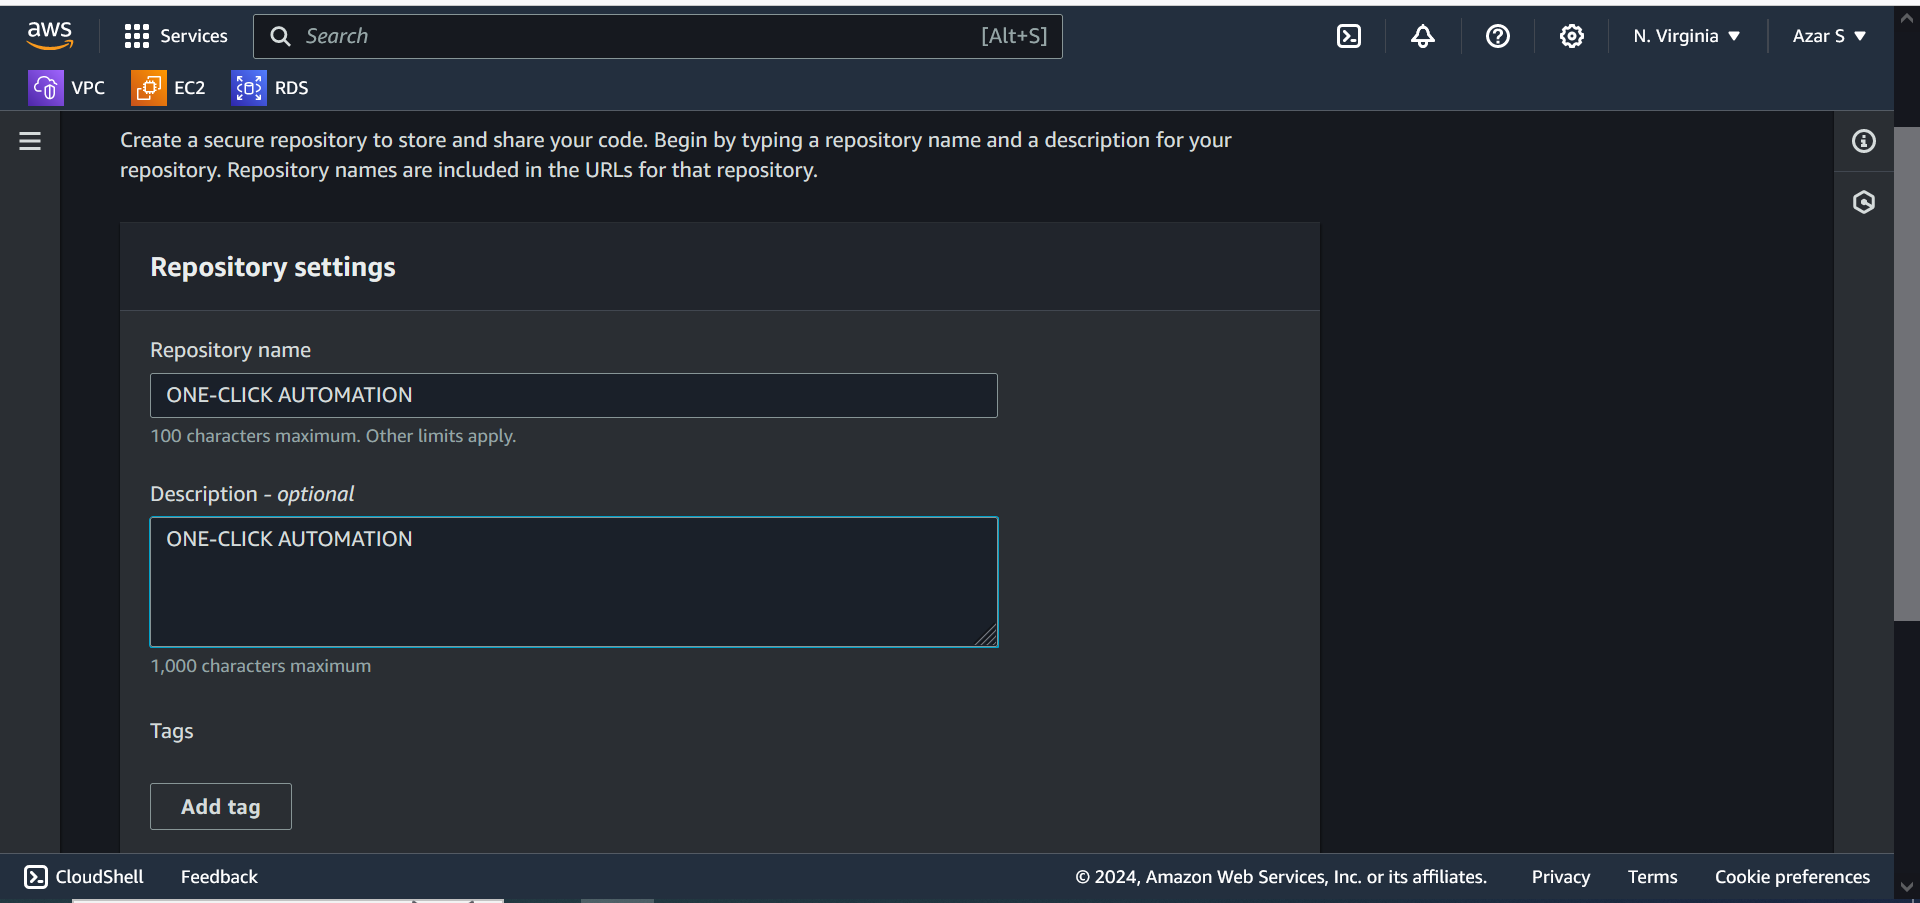 aws
Services
Search
[Alt+S]
N. Virginia
Azar S
VPC
EC2
RDS
Create a secure repository to store and share your code. Begin by typing a repository name and a description for your
repository. Repository names are included in the URLs for that repository.
Repository settings
Repository name
ONE-CLICK AUTOMATION
100 characters maximum. Other limits apply.
Description - optional
ONE-CLICK AUTOMATION
1,000 characters maximum
Tags
Add tag
CloudShell
Feedback
© 2024, Amazon Web Services, Inc. or its affiliates.
Privacy
Terms
Cookie preferences